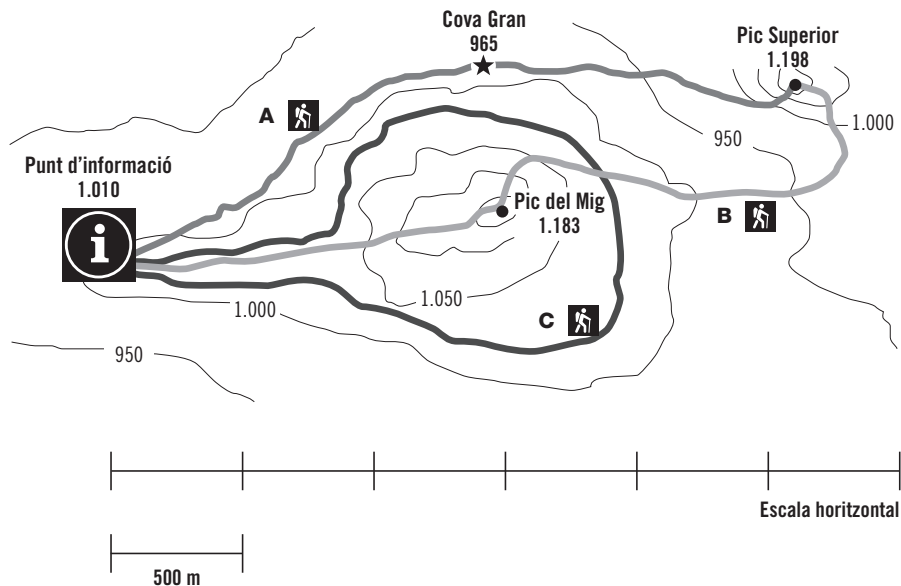 Cova Gran
965
Pic Superior
1.198
A
1.000
950
Punt d’informació
1.010
i
Pic del Mig
1.183
B
1.050
1.000
C
950
Escala horitzontal
500 m